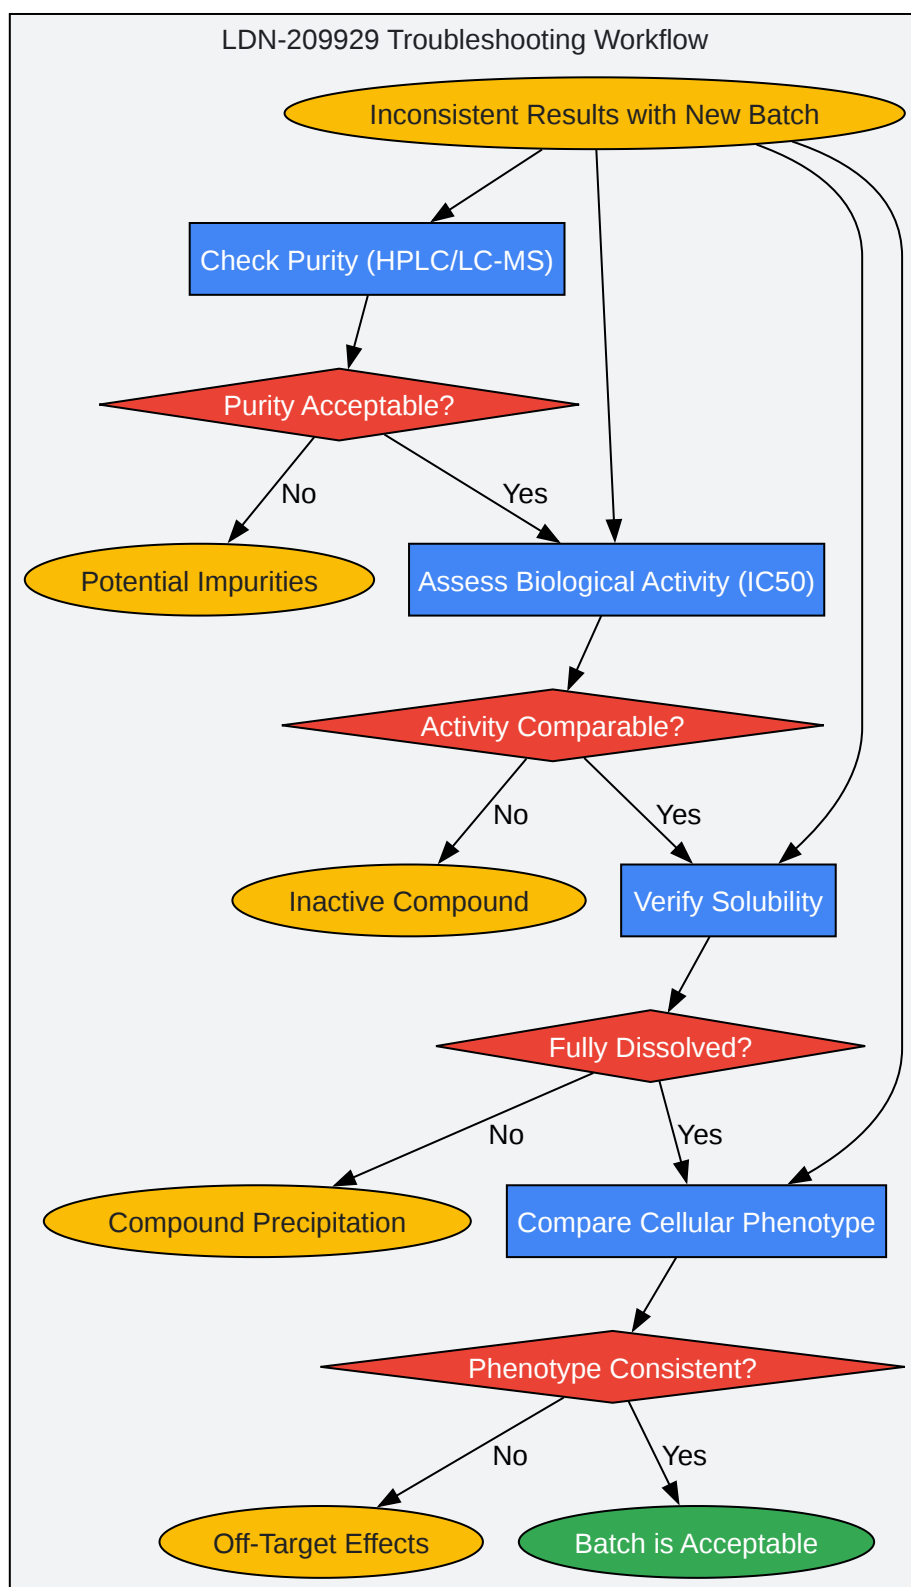 LDN-209929 Troubleshooting Workflow
Inconsistent Results with New Batch
Check Purity (HPLC/LC-MS)
Purity Acceptable?
No
Yes
Potential Impurities
Assess Biological Activity (IC50)
Activity Comparable?
No
Yes
Inactive Compound
Verify Solubility
Fully Dissolved?
No
Yes
Compound Precipitation
Compare Cellular Phenotype
Phenotype Consistent?
No
Yes
Off-Target Effects
Batch is Acceptable